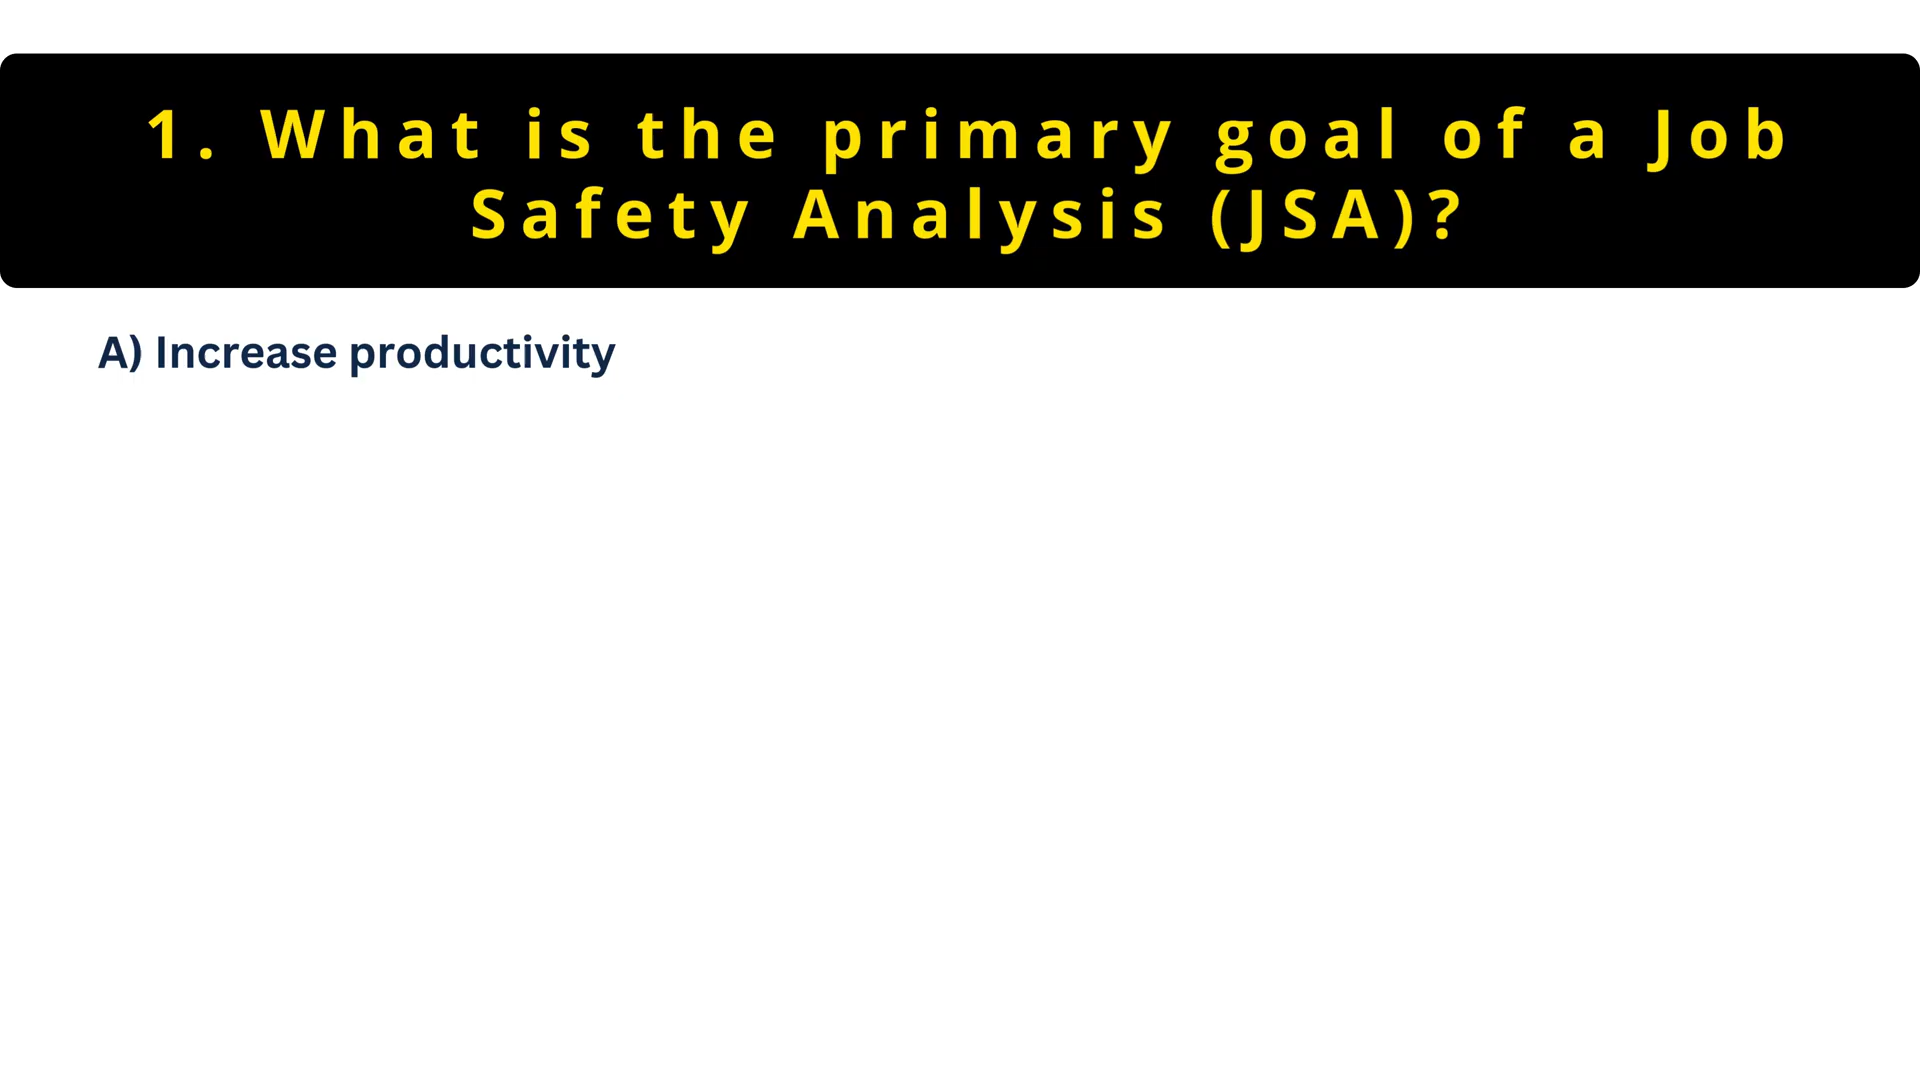 1. What is the primary goal of a Job
Safety Analysis (JSA)?
A) Increase productivity